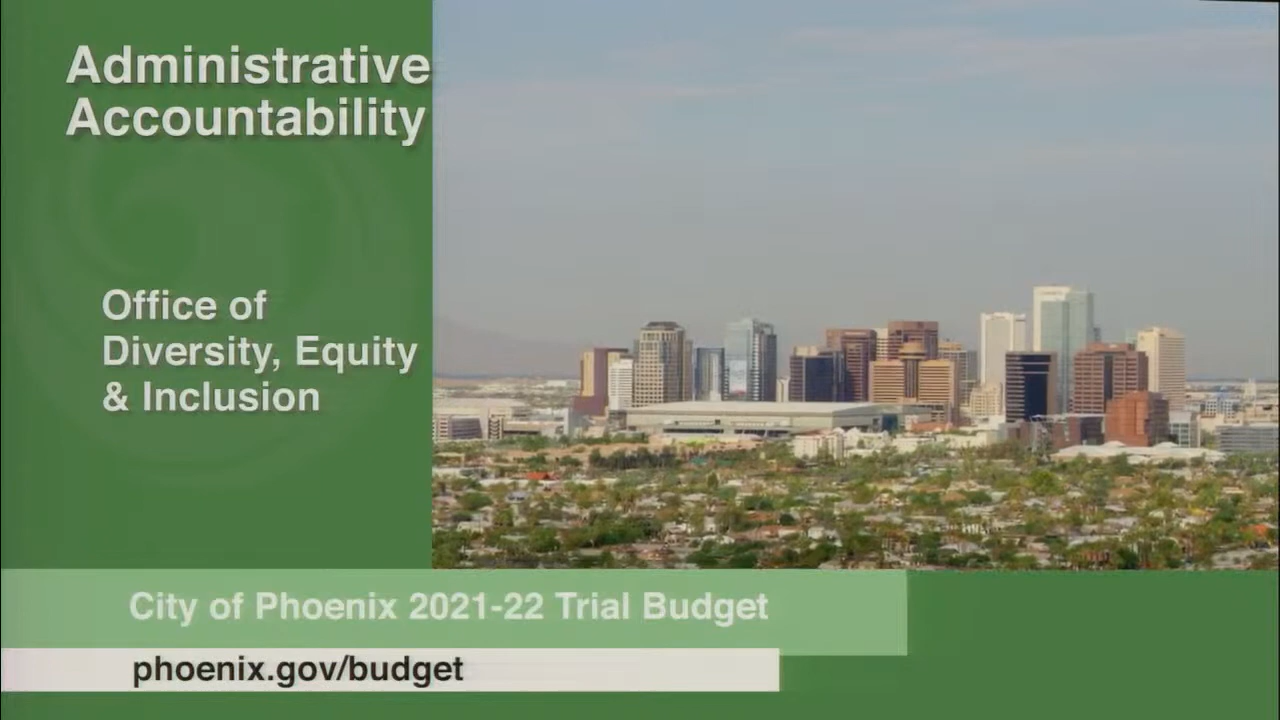 Administrative
Accountability
Office of
Diversity, Equity
& Inclusion
City of Phoenix 2021-22 Trial Budget
phoenix.gov/budget